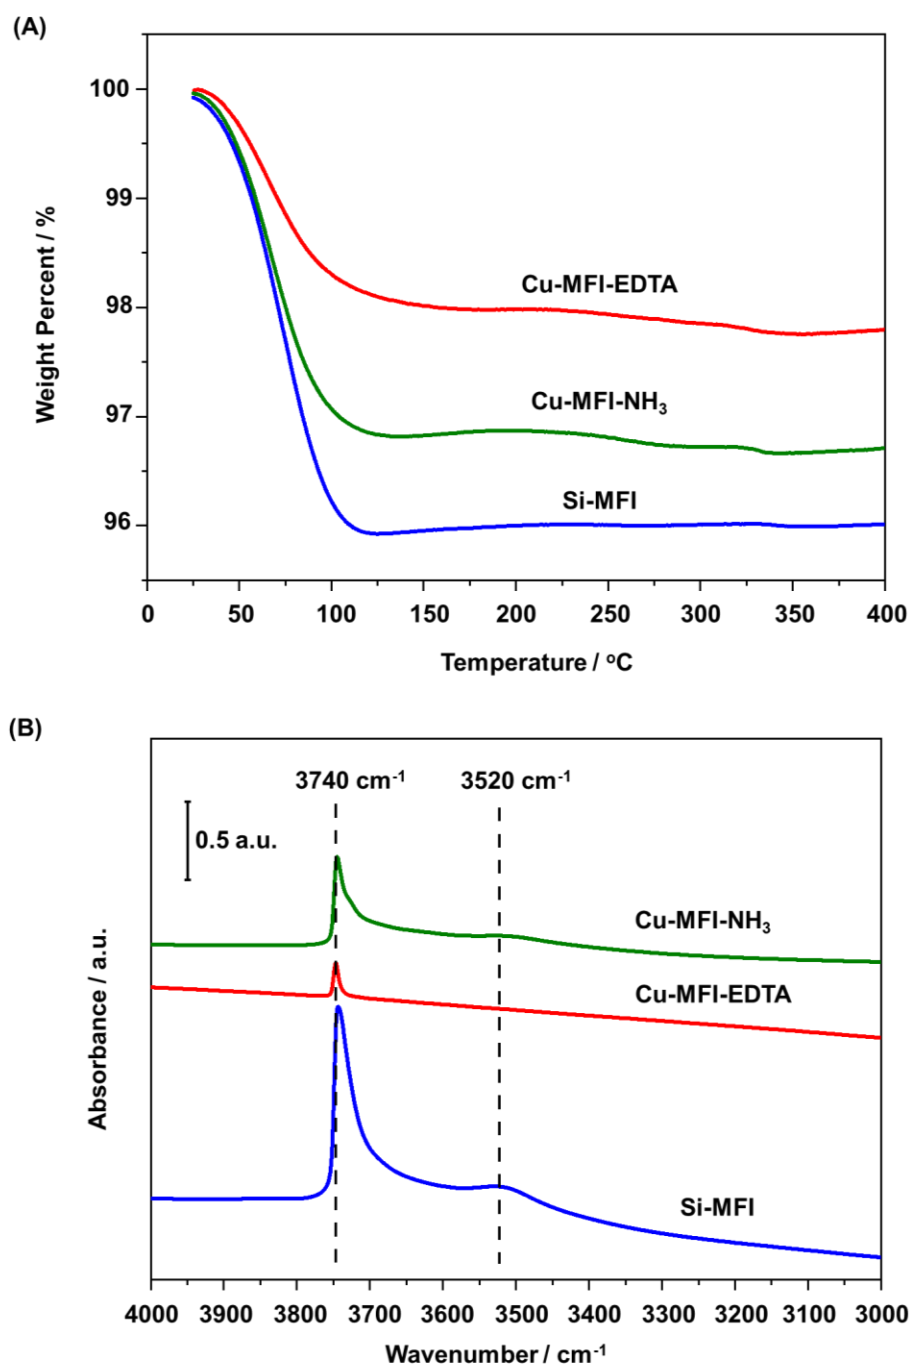 (A)
100
99
98
97
96
Weight Percent / %
Cu-MFI-EDTA
Cu-MFI-NH₃
Si-MFI
0 50 100 150 200 250 300 350 400
Temperature / °C
(B)
3740 cm⁻¹ 3520 cm⁻¹
0.5 a.u.
Cu-MFI-NH₃
Cu-MFI-EDTA
Si-MFI
Absorbance / a.u.
4000 3900 3800 3700 3600 3500 3400 3300 3200 3100 3000
Wavenumber / cm⁻¹